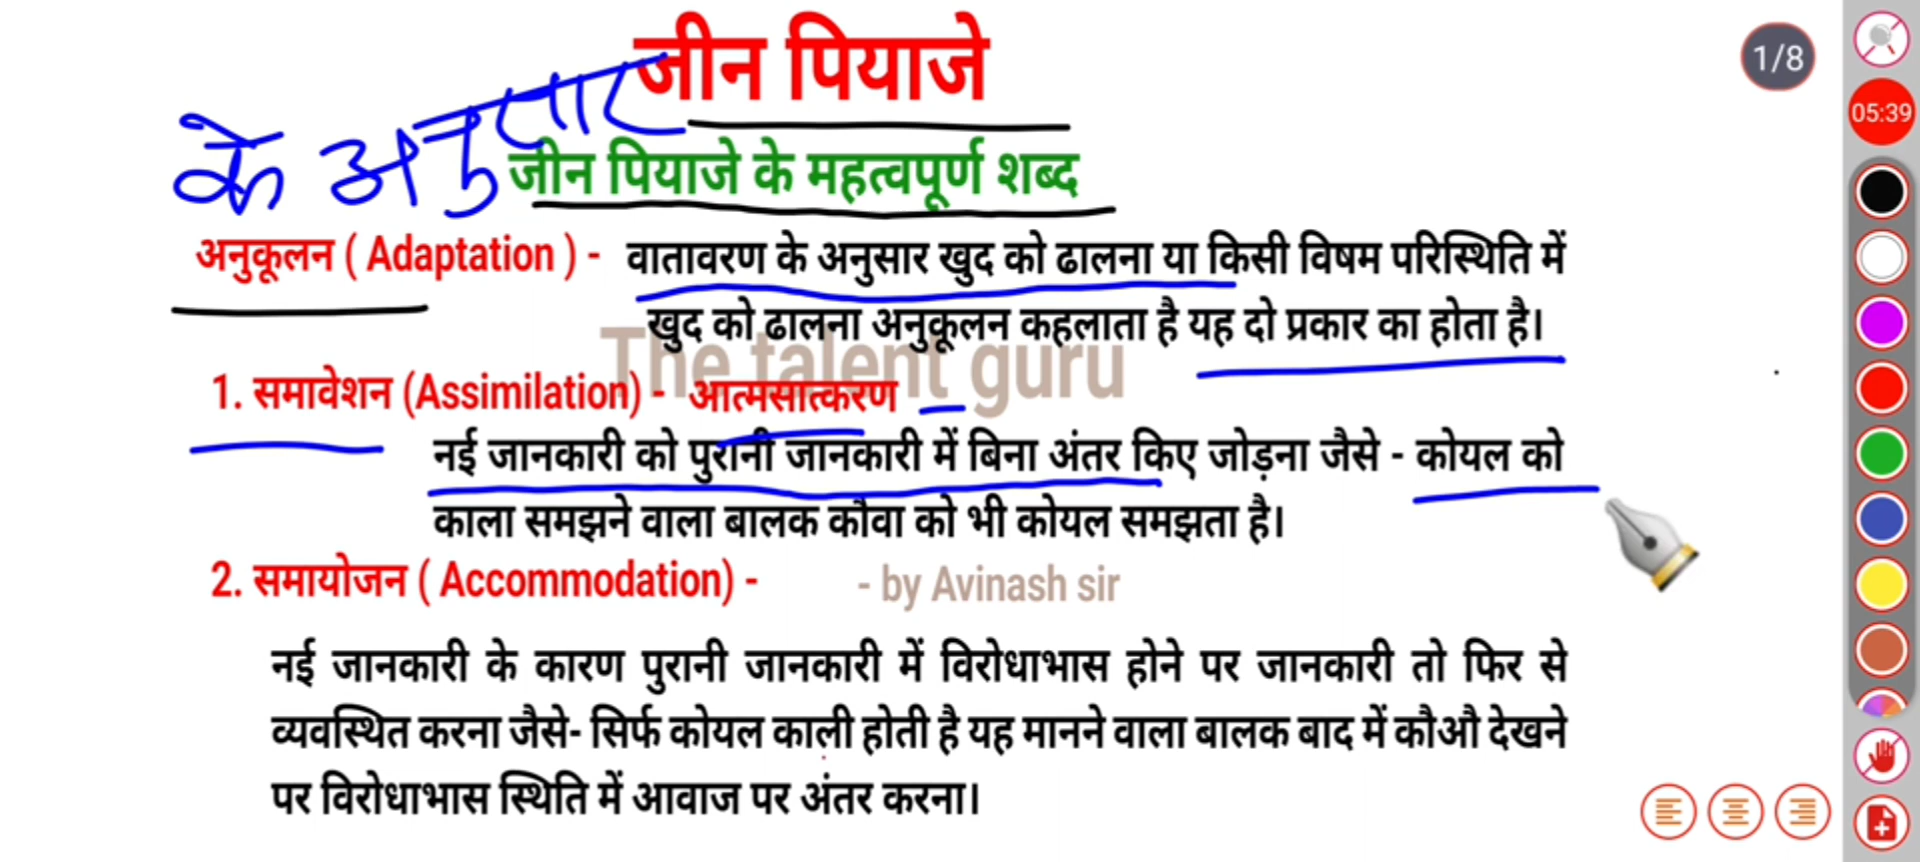 जीन पियाजे
1/8
05:39
के अनुसार
जीन पियाजे के महत्वपूर्ण शब्द
अनुकूलन ( Adaptation ) - वातावरण के अनुसार खुद को ढालना या किसी विषम परिस्थिति में
खुद को ढालना अनुकूलन कहलाता है यह दो प्रकार का होता है।
The talent guru
1. समावेशन (Assimilation) - आत्मसात्करण
नई जानकारी को पुरानी जानकारी में बिना अंतर किए जोड़ना जैसे - कोयल को
काला समझने वाला बालक कौवा को भी कोयल समझता है।
2. समायोजन ( Accommodation) -
- by Avinash sir
नई जानकारी के कारण पुरानी जानकारी में विरोधाभास होने पर जानकारी तो फिर से
व्यवस्थित करना जैसे- सिर्फ कोयल काली होती है यह मानने वाला बालक बाद में कौऔ देखने
पर विरोधाभास स्थिति में आवाज पर अंतर करना।